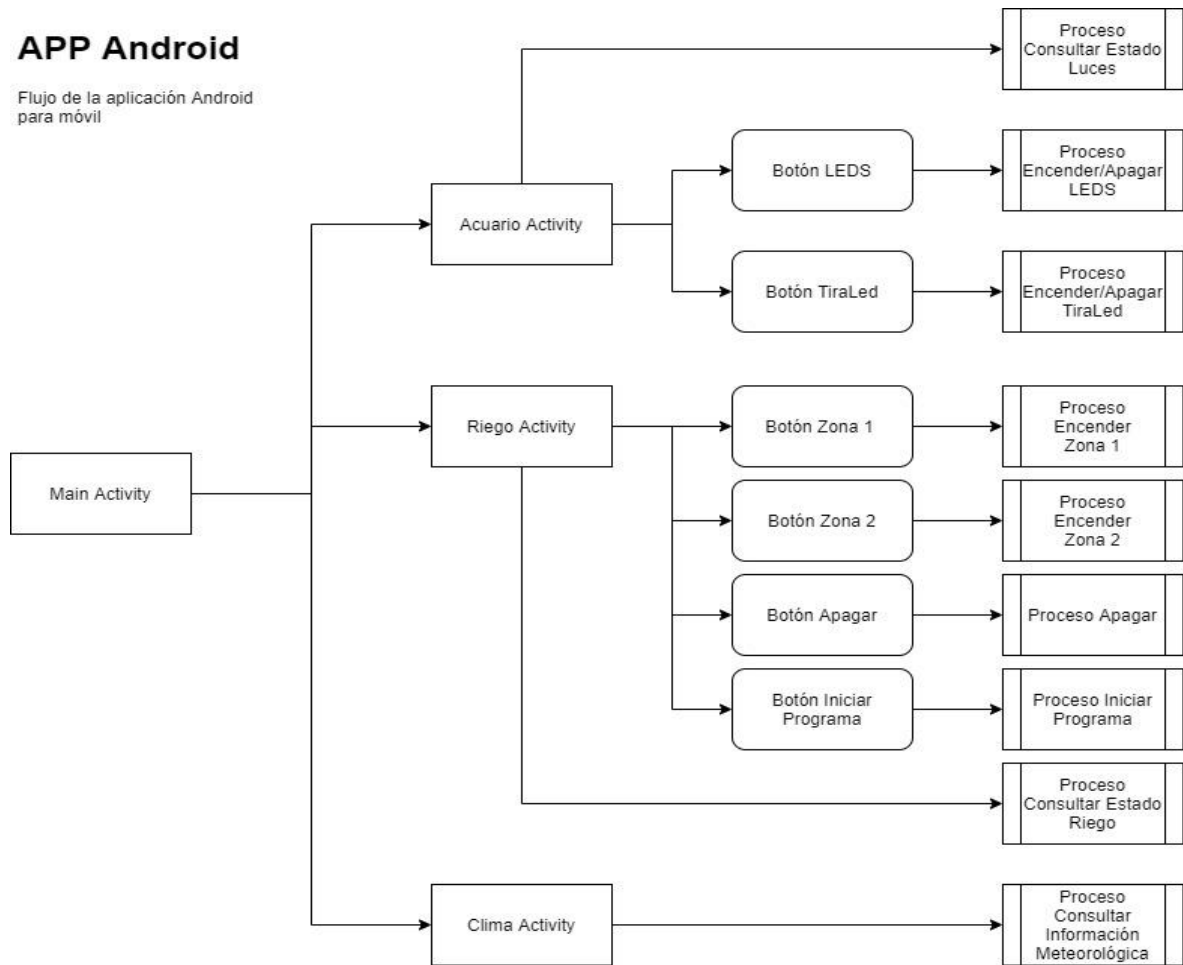 APP Android
Flujo de la aplicación Android
para móvil
Proceso
Consultar Estado
Luces
Botón LEDS
Proceso
Encender/Apagar
LEDS
Acuario Activity
Botón TiraLed
Proceso
Encender/Apagar
TiraLed
Riego Activity
Botón Zona 1
Proceso
Encender
Zona 1
Main Activity
Botón Zona 2
Proceso
Encender
Zona 2
Botón Apagar
Proceso Apagar
Botón Iniciar
Programa
Proceso Iniciar
Programa
Proceso
Consultar Estado
Riego
Clima Activity
Proceso
Consultar
Información
Meteorológica